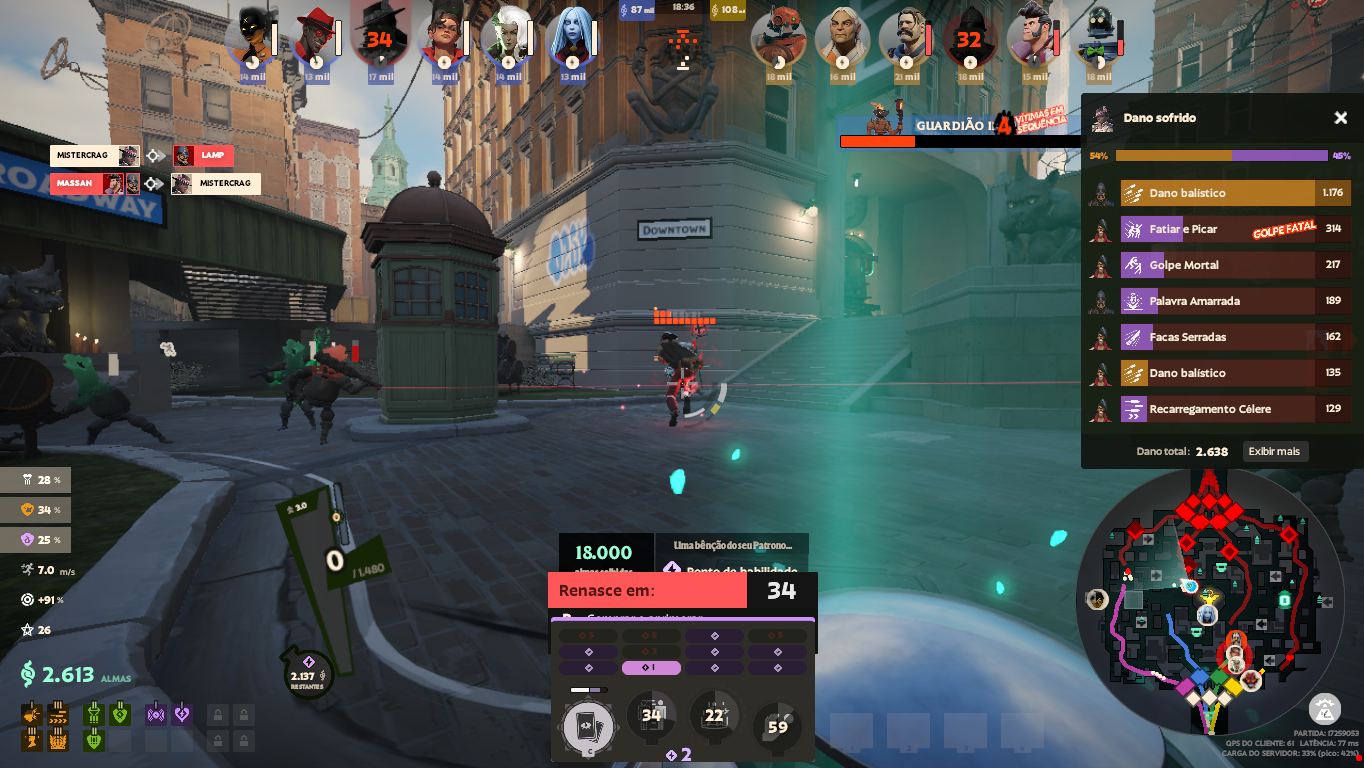 87 mil
18:36
108
34
32
14 mil
13 mil
17 mil
14 mil
14 mil
13 mil
18 mil
16 mil
21 mil
18 mil
15 mil
18 mil
GUARDIÃO
4 VÍTIMAS EM SEQUÊNCIA
Dano sofrido
54%
45%
Dano balístico 1.176
Fatiar e Picar GOLPE FATAL 314
Golpe Mortal 217
Palavra Amarrada 189
Facas Serradas 162
Dano balístico 135
Recarregamento Célere 129
Dano total: 2.638 Exibir mais
MISTERCRAG LAMP
MASSAN MISTERCRAG
BROADWAY
DOWNTOWN
28 %
34 %
25 %
7.0 m/s
+91 %
26
2.613 ALMAS
3.0
0
0 / 1,480
2.137
RESTANTES
18.000
Uma bênção do seu Patrono...
Ponto de habilidade
Renasce em: 34
1
34
22
59
C
2
PARTIDA: 17259053
QPS DO CLIENTE: 61 LATÊNCIA: 77 ms
CARGA DO SERVIDOR: 33% (pico: 42%)